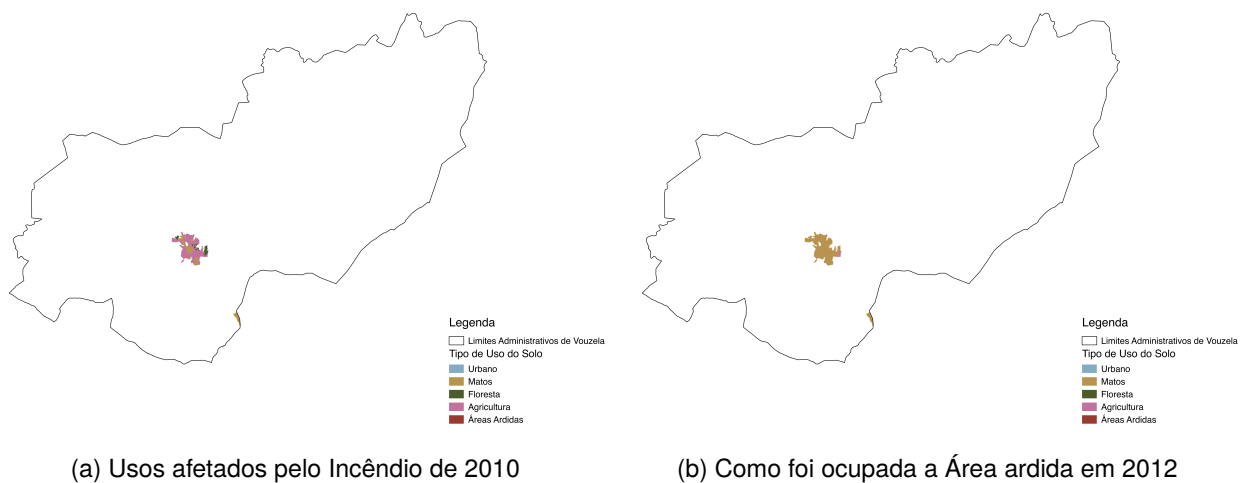 Legenda
Limites Administrativos de Vouzela
Tipo de Uso do Solo
Urbano
Matos
Floresta
Agricultura
Áreas Ardidas
(a) Usos afetados pelo Incêndio de 2010
Legenda
Limites Administrativos de Vouzela
Tipo de Uso do Solo
Urbano
Matos
Floresta
Agricultura
Áreas Ardidas
(b) Como foi ocupada a Área ardida em 2012